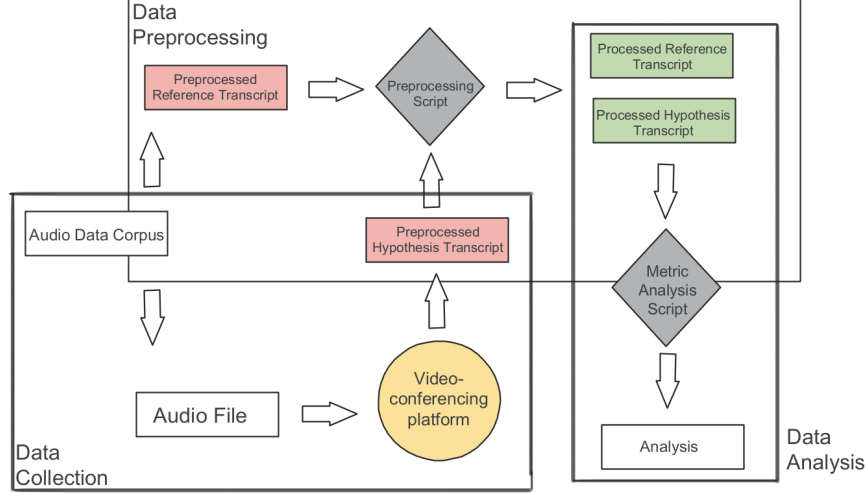 Data
Preprocessing
Preprocessed
Reference Transcript
Preprocessing
Script
Processed Reference
Transcript
Processed Hypothesis
Transcript
Audio Data Corpus
Preprocessed
Hypothesis Transcript
Metric
Analysis
Script
Audio File
Video-
conferencing
platform
Data
Collection
Analysis
Data
Analysis